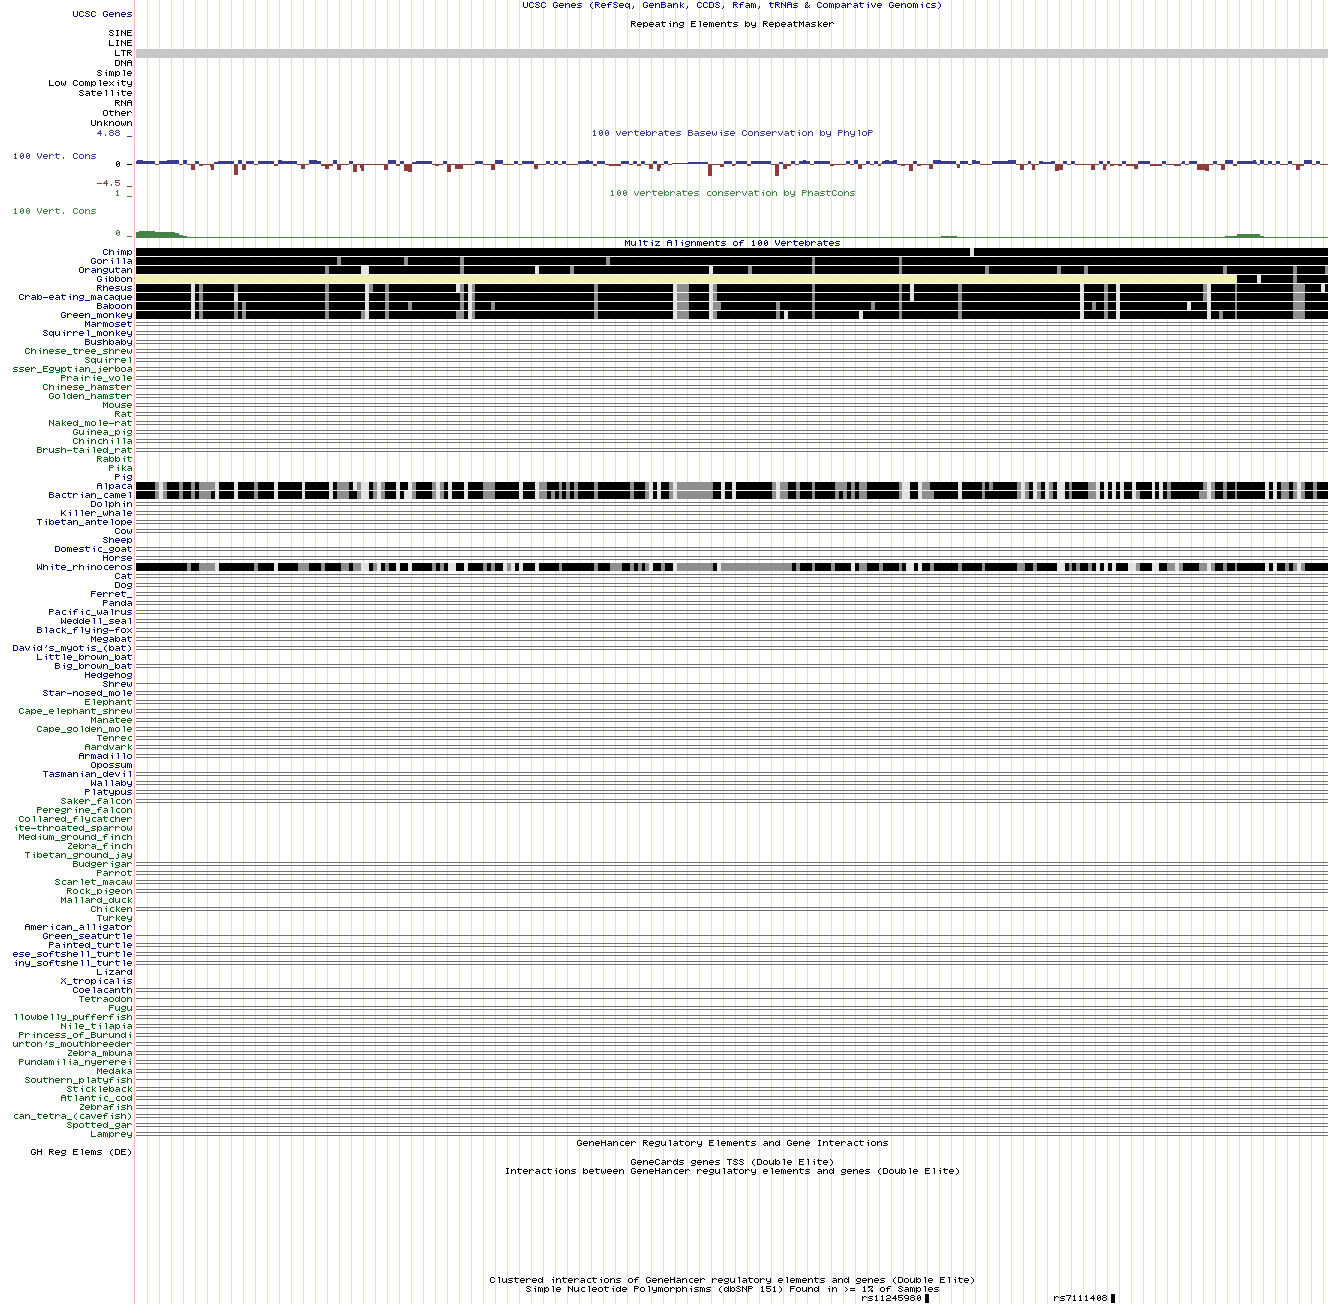 UCSC Genes (RefSeq, GenBank, CCDS, Rfam, tRNAs & Comparative Genomics)
UCSC Genes
Repeating Elements by RepeatMasker
SINE
LINE
LTR
DNA
Simple
Low Complexity
Satellite
RNA
Other
Unknown
4.88 _
100 vertebrates Basewise Conservation by PhyloP
100 Vert. Cons
0 -
-4.5 _
1 _
100 vertebrates conservation by PhastCons
100 Vert. Cons
0 _
Multiz Alignments of 100 Vertebrates
Chimp
Gorilla
Orangutan
Gibbon
Rhesus
Crab-eating_macaque
Baboon
Green_monkey
Marmoset
Squirrel_monkey
Bushbaby
Chinese_tree_shrew
Squirrel
sser_Egyptian_jerboa
Prairie_vole
Chinese_hamster
Golden_hamster
Mouse
Rat
Naked_mole-rat
Guinea_pig
Chinchilla
Brush-tailed_rat
Rabbit
Pika
Pig
Alpaca
Bactrian_camel
Dolphin
Killer_whale
Tibetan_antelope
Cow
Sheep
Domestic_goat
Horse
White_rhinoceros
Cat
Dog
Ferret_
Panda
Pacific_walrus
Weddell_seal
Black_flying-fox
Megabat
David's_myotis_(bat)
Little_brown_bat
Big_brown_bat
Hedgehog
Shrew
Star-nosed_mole
Elephant
Cape_elephant_shrew
Manatee
Cape_golden_mole
Tenrec
Aardvark
Armadillo
Opossum
Tasmanian_devil
Wallaby
Platypus
Saker_falcon
Peregrine_falcon
Collared_flycatcher
ite-throated_sparrow
Medium_ground_finch
Zebra_finch
Tibetan_ground_jay
Budgerigar
Parrot
Scarlet_macaw
Rock_pigeon
Mallard_duck
Chicken
Turkey
American_alligator
Green_seaturtle
Painted_turtle
ese_softshell_turtle
iny_softshell_turtle
Lizard
X_tropicalis
Coelacanth
Tetraodon
Fugu
llowbelly_pufferfish
Nile_tilapia
Princess_of_Burundi
urton's_mouthbreeder
Zebra_mbuna
Pundamilia_nyererei
Medaka
Southern_platyfish
Stickleback
Atlantic_cod
Zebrafish
can_tetra_(cavefish)
Spotted_gar
Lamprey
GeneHancer Regulatory Elements and Gene Interactions
GH Reg Elems (DE)
GeneCards genes TSS (Double Elite)
Interactions between GeneHancer regulatory elements and genes (Double Elite)
Clustered interactions of GeneHancer regulatory elements and genes (Double Elite)
Simple Nucleotide Polymorphisms (dbSNP 151) Found in >= 1% of Samples
rs11245980 rs7111408